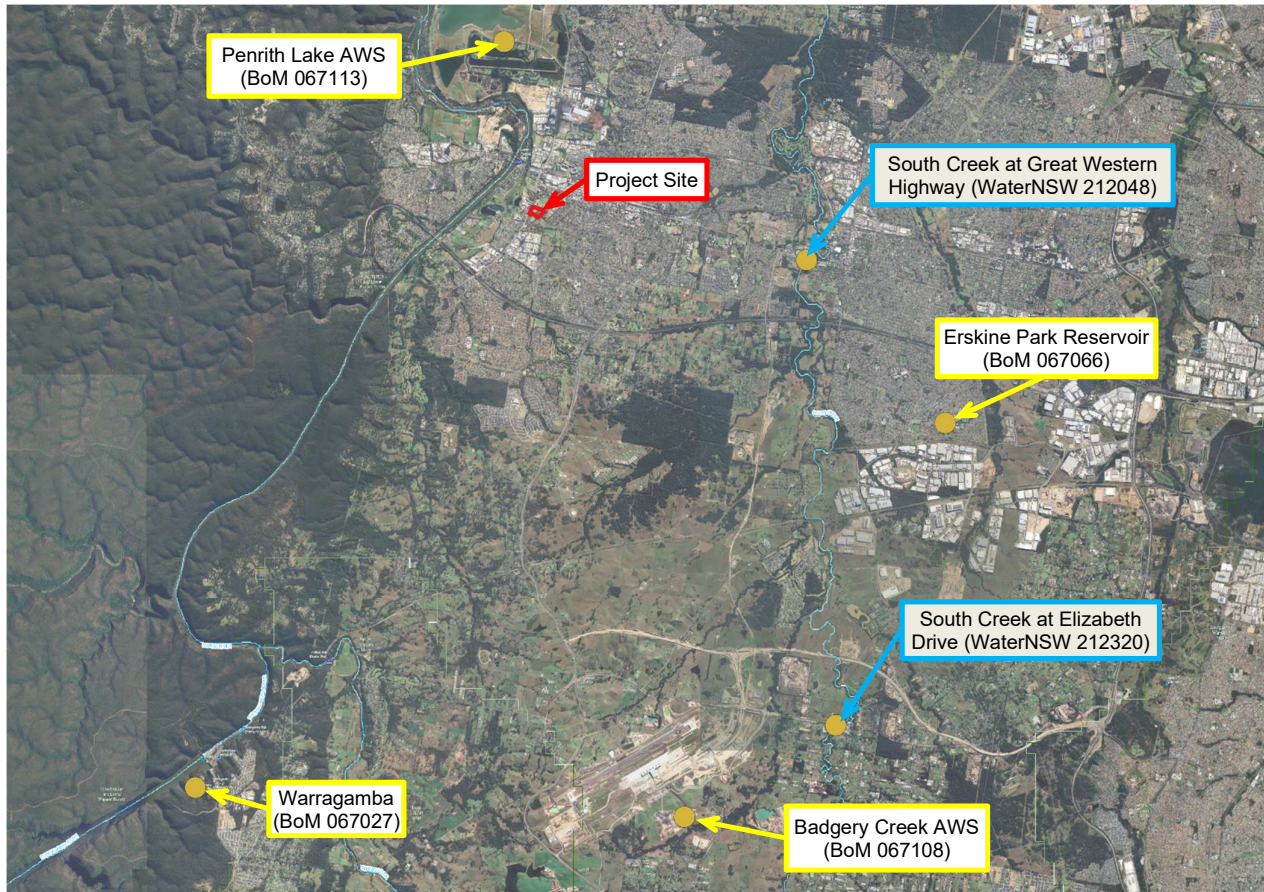 Penrith Lake AWS
(BoM 067113)
Project Site
South Creek at Great Western
Highway (WaterNSW 212048)
Erskine Park Reservoir
(BoM 067066)
South Creek at Elizabeth
Drive (WaterNSW 212320)
Warragamba
(BoM 067027)
Badgery Creek AWS
(BoM 067108)